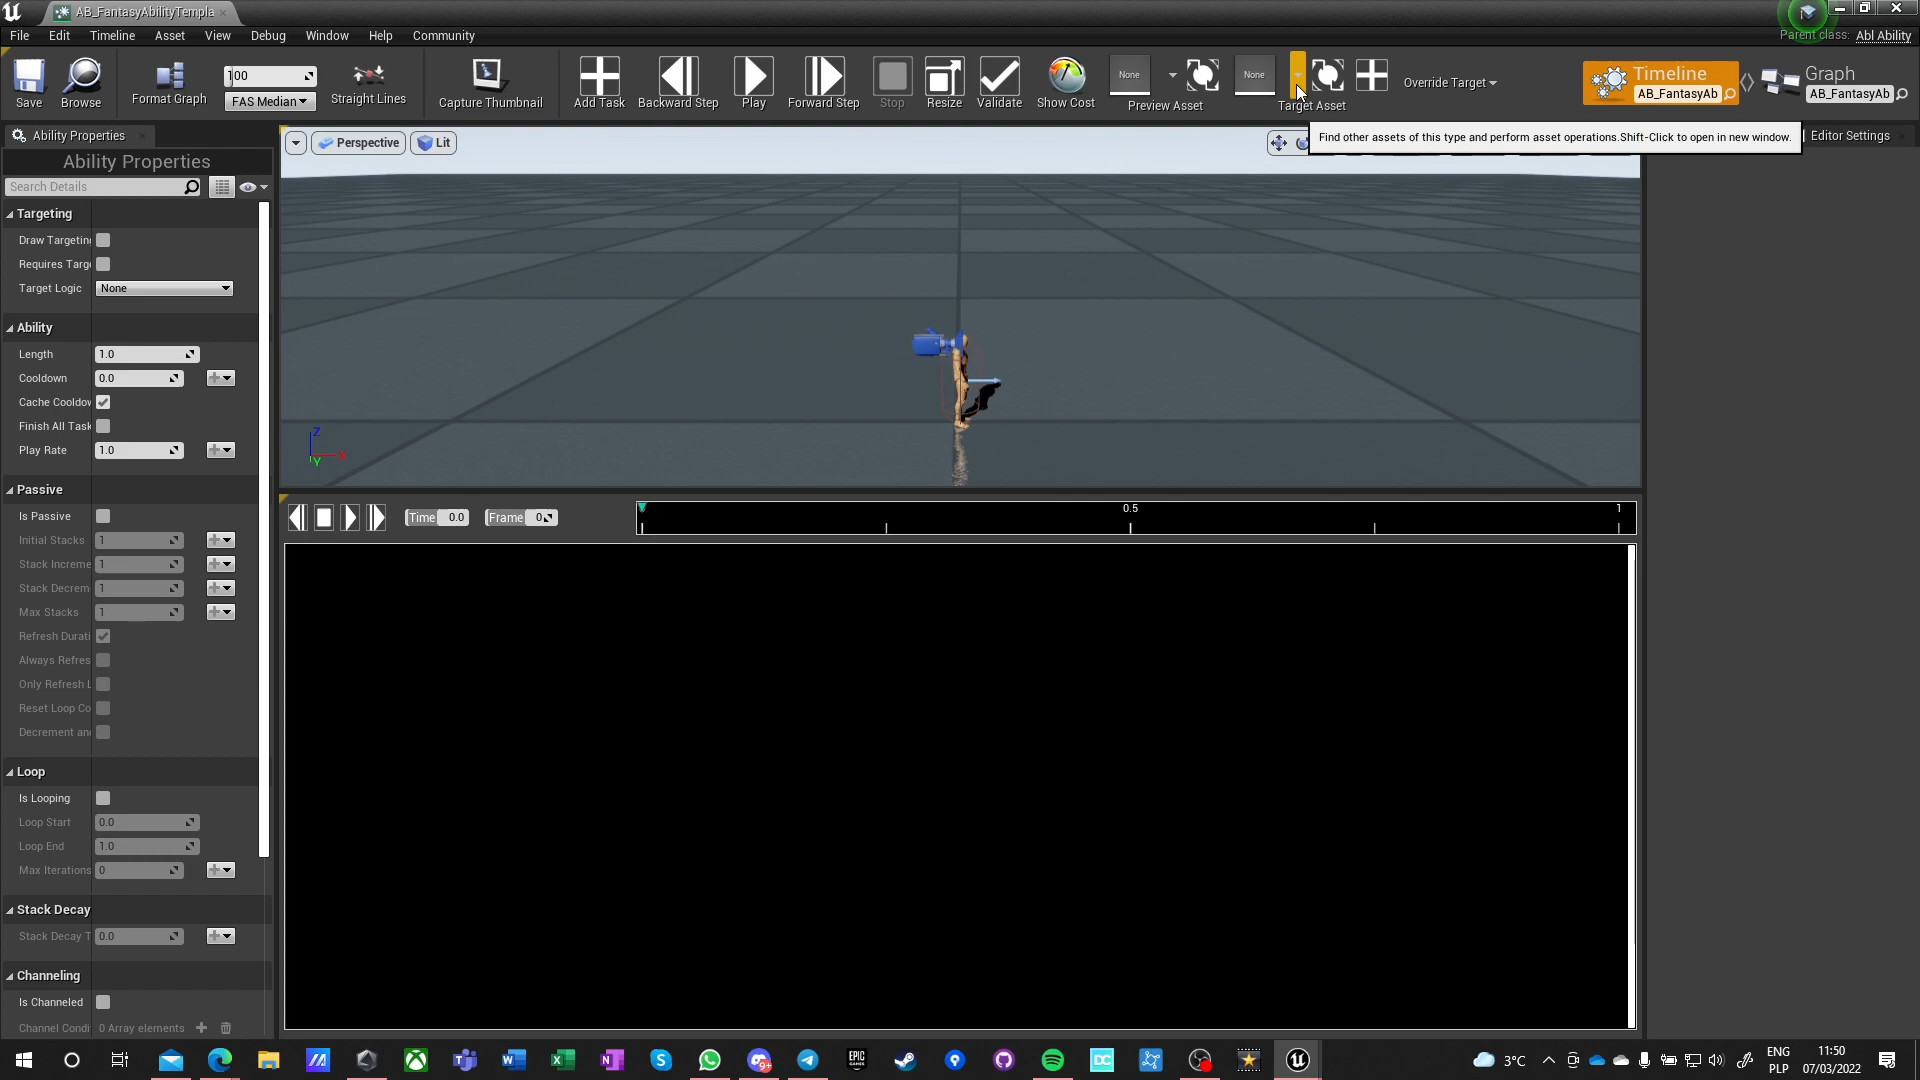 AB_FantasyAbilityTempla
File Edit Timeline Asset View Debug Window Help Community
Parent class: Abl Ability
Save
Browse
Format Graph
100
FAS Median
Straight Lines
Capture Thumbnail
Add Task
Backward Step
Play
Forward Step
Stop
Resize
Validate
Show Cost
None
Preview Asset
None
Target Asset
Override Target
Timeline
AB_FantasyAb
Graph
AB_FantasyAb
Find other assets of this type and perform asset operations.Shift-Click to open in new window.
Editor Settings
Ability Properties
Ability Properties
Search Details
Perspective
Lit
Targeting
Draw Targeting
Requires Targe
Target Logic None
Ability
Length 1.0
Cooldown 0.0
Cache Cooldow
Finish All Task
Play Rate 1.0
Passive
Is Passive
Initial Stacks 1
Stack Increme 1
Stack Decrem 1
Max Stacks 1
Refresh Durati
Always Refres
Only Refresh L
Reset Loop Co
Decrement an
Loop
Is Looping
Loop Start 0.0
Loop End 1.0
Max Iterations 0
Stack Decay
Stack Decay T 0.0
Channeling
Is Channeled
Channel Condi 0 Array elements
Z
X
Y
Time 0.0
Frame 0
0.5
1
9+
EPIC
GAMES
DC
3°C
ENG
PLP
11:50
07/03/2022